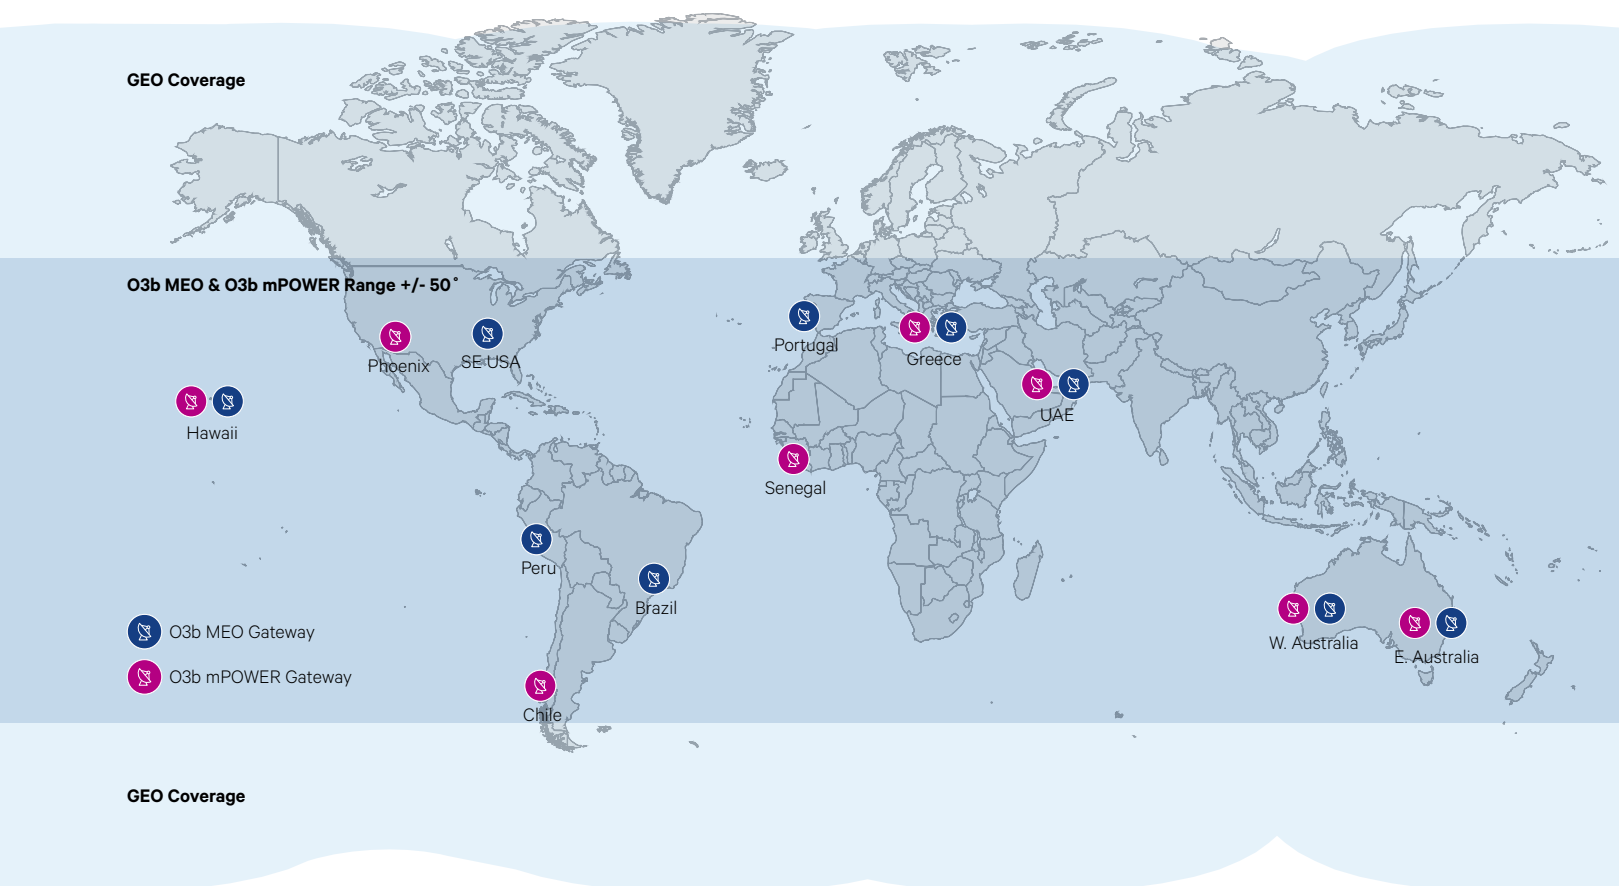 GEO Coverage
O3b MEO & O3b mPOWER Range +/- 50°
Portugal
Greece
Phoenix
SE USA
UAE
Hawaii
Senegal
Peru
Brazil
O3b MEO Gateway
W. Australia
E. Australia
O3b mPOWER Gateway
Chile
GEO Coverage